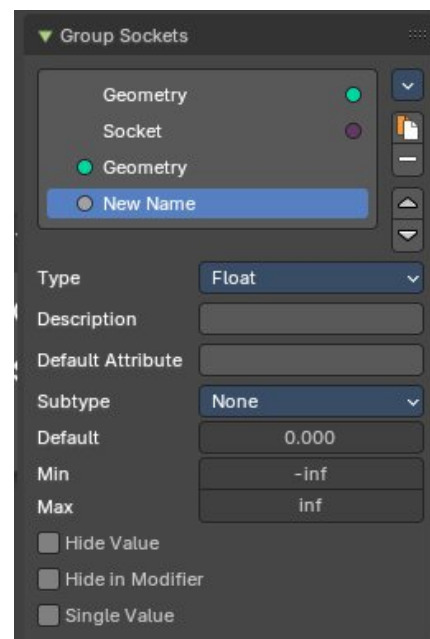 Group Sockets
Geometry
Socket
Geometry
New Name
Type Float
Description
Default Attribute
Subtype None
Default 0.000
Min -inf
Max inf
Hide Value
Hide in Modifier
Single Value